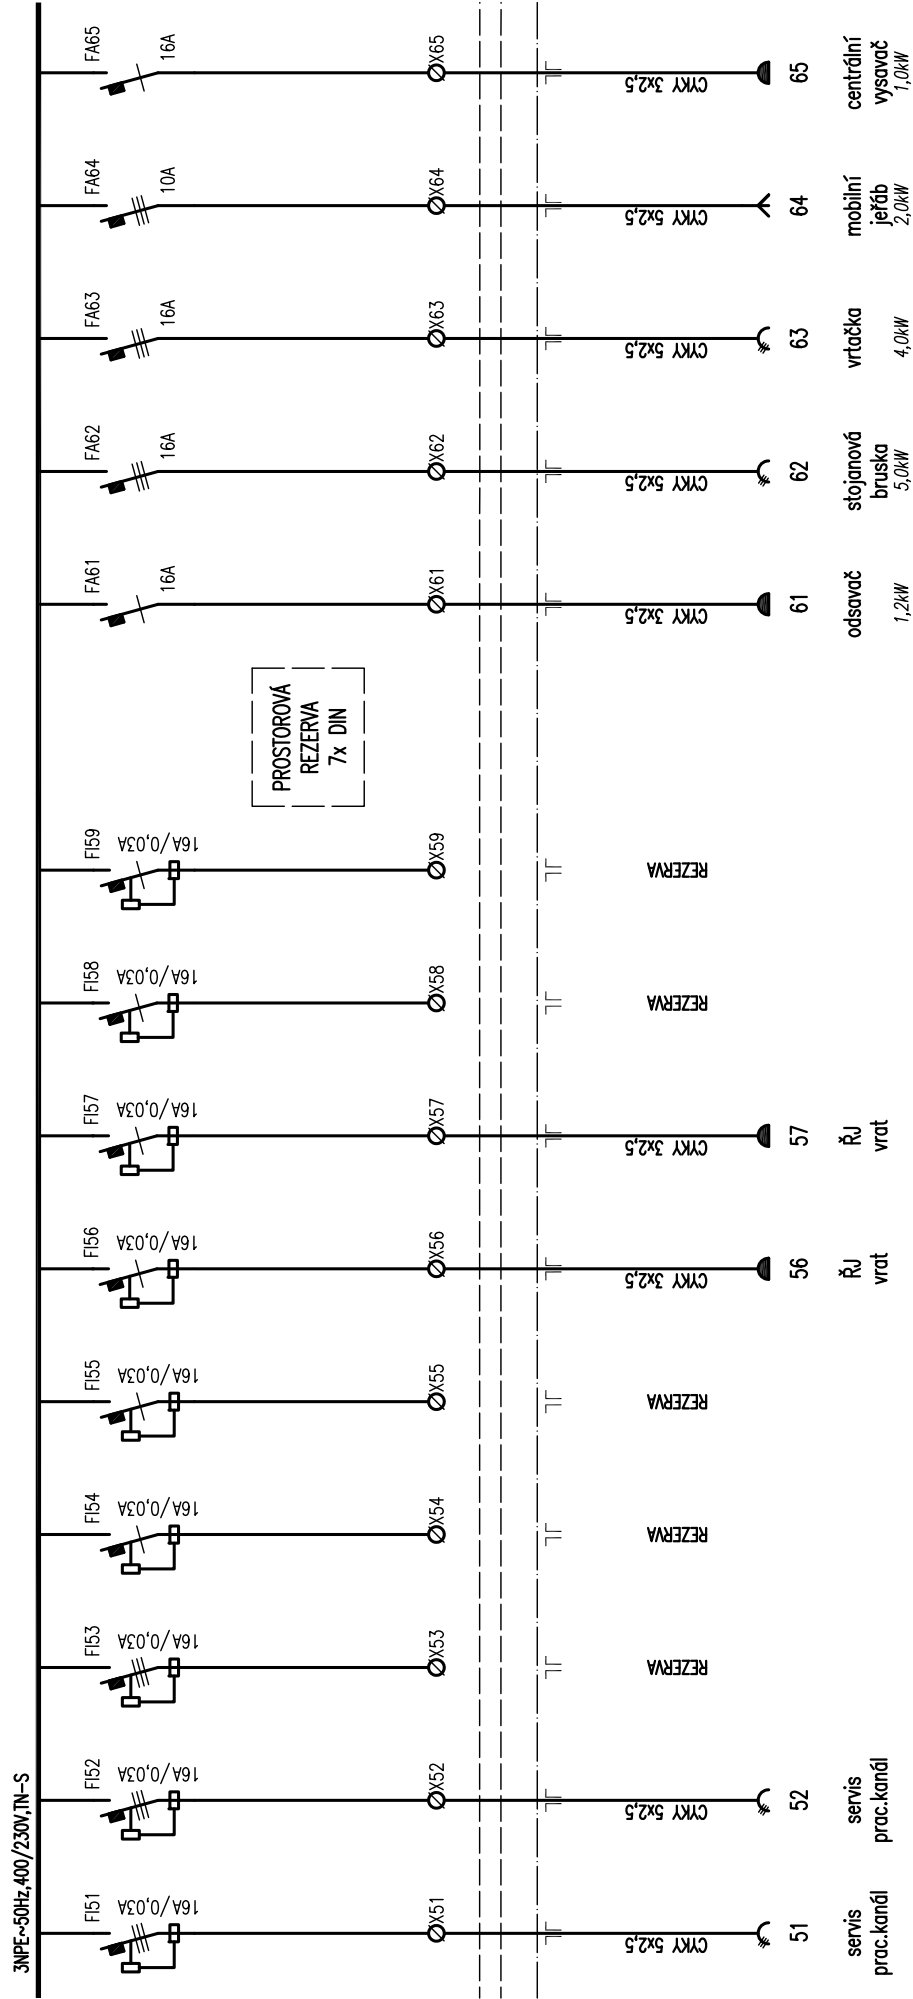 3NPE~50Hz,400/230V,TN-S
FI51
16A/0,03A
X51
CYKY 5x2,5
51
servis
prac.kanál
FI52
16A/0,03A
X52
CYKY 5x2,5
52
servis
prac.kanál
FI53
16A/0,03A
X53
REZERVA
FI54
16A/0,03A
X54
REZERVA
FI55
16A/0,03A
X55
REZERVA
FI56
16A/0,03A
X56
CYKY 3x2,5
56
ŘJ
vrat
FI57
16A/0,03A
X57
CYKY 3x2,5
57
ŘJ
vrat
FI58
16A/0,03A
X58
REZERVA
FI59
16A/0,03A
X59
REZERVA
PROSTOROVÁ
REZERVA
7x DIN
FA61
16A
X61
CYKY 3x2,5
61
odsavač
1,2kW
FA62
16A
X62
CYKY 5x2,5
62
stojanová
bruska
5,0kW
FA63
16A
X63
CYKY 5x2,5
63
vrtačka
4,0kW
FA64
10A
X64
CYKY 5x2,5
64
mobilní
jeřáb
2,0kW
FA65
16A
X65
CYKY 3x2,5
65
centrální
vysavač
1,0kW